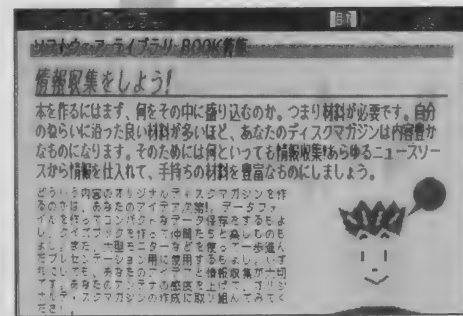 目次
ソフトウェアライブラリ・BOOK特集
情報収集をしよう!
本を作るにはまず、何をその中に盛り込むのか。つまり材料が必要です。自分
のねらいに沿った良い材料が多いほど、あなたのディスクマガジンは内容豊か
なものになります。そのためには何といっても情報収集!あらゆるニュースソー
スから情報を仕入れて、手持ちの材料を豊富なものにしましょう。
どういう内容のオリジナルディスクマガジンを作
るのかは、あなたのアイデア次第!。データファ
イルを作ってコンパクトなデータ保存をするもよ
し、クイズブックを作って仲間たちと楽しむのも
よし。また、大型モニターなどを使って一歩進ん
だプレゼンテーション用に使用するもよし。いず
れにしても、あなたのアイデアと情報収集が大切
です。あなたのアンテナの感度を上げて、オリジ
ナルディスクマガジンの作成に取り組んでみてく
ださい。